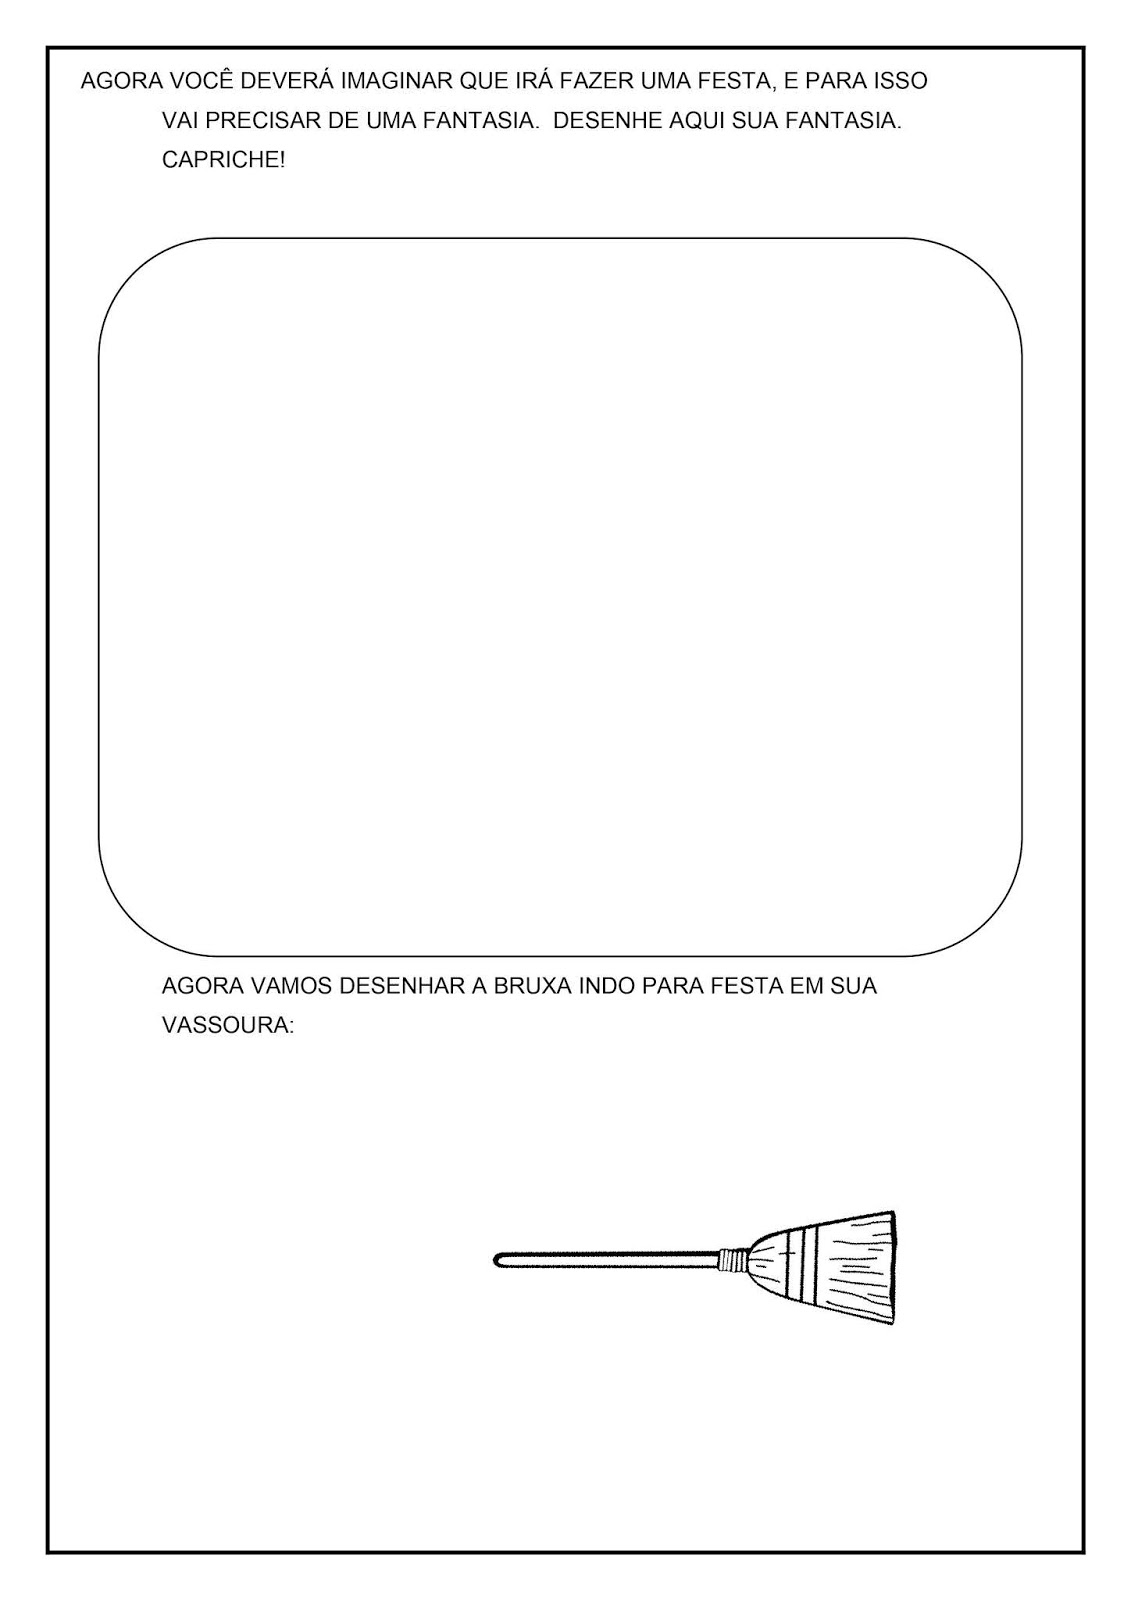 AGORA VOCÊ DEVERÁ IMAGINAR QUE IRÁ FAZER UMA FESTA, E PARA ISSO
VAI PRECISAR DE UMA FANTASIA.  DESENHE AQUI SUA FANTASIA.
CAPRICHE!
AGORA VAMOS DESENHAR A BRUXA INDO PARA FESTA EM SUA
VASSOURA: